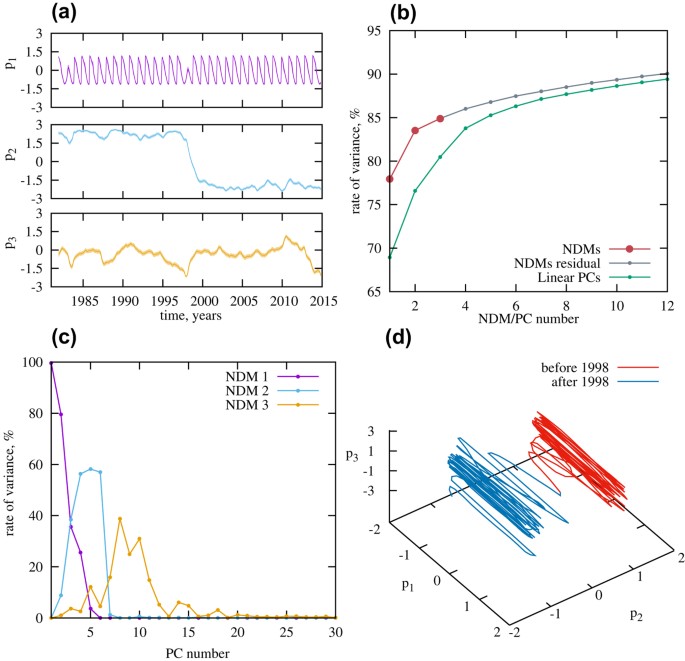 (a)
3
1.5
0
-1.5
-3
p1
3
1.5
0
-1.5
-3
p2
3
1.5
0
-1.5
-3
p3
1985 1990 1995 2000 2005 2010 2015
time, years
(b)
90
85
80
75
70
65
rate of variance, %
NDMs
NDMs residual
Linear PCs
2 4 6 8 10 12
NDM/PC number
(c)
100
80
60
40
20
0
rate of variance, %
NDM 1
NDM 2
NDM 3
5 10 15 20 25 30
PC number
(d)
before 1998
after 1998
3
1
-1
-3
p3
-2
-1
0
1
2
p1
-2
-1
0
1
2
p2